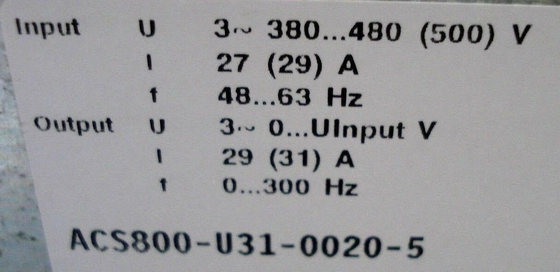 Input U 3~ 380...480 (500) V
I 27 (29) A
f 48...63 Hz
Output U 3~ 0...UInput V
I 29 (31) A
f 0...300 Hz
ACS800-U31-0020-5